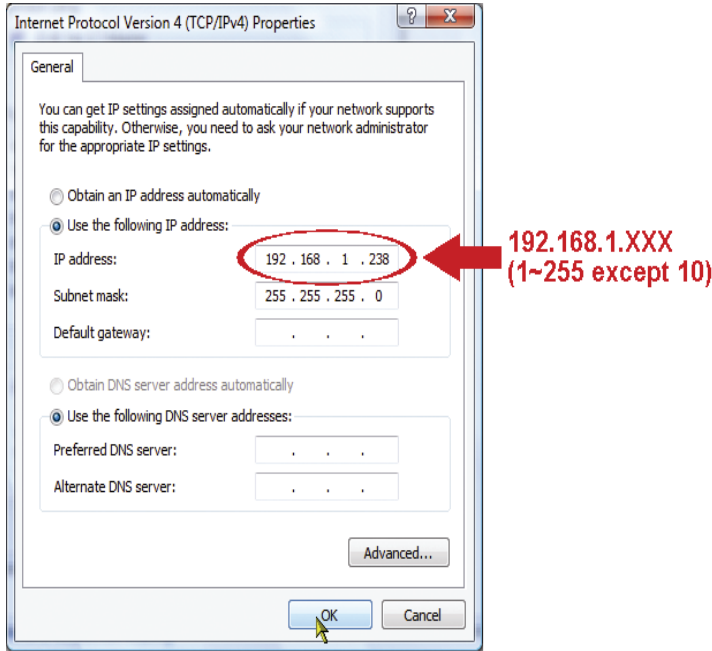 Internet Protocol Version 4 (TCP/IPv4) Properties
?
X
General
You can get IP settings assigned automatically if your network supports
this capability. Otherwise, you need to ask your network administrator
for the appropriate IP settings.
Obtain an IP address automatically
Use the following IP address:
IP address: 192 . 168 . 1 . 238
Subnet mask: 255 . 255 . 255 . 0
Default gateway: . . .
192.168.1.XXX
(1~255 except 10)
Obtain DNS server address automatically
Use the following DNS server addresses:
Preferred DNS server: . . .
Alternate DNS server: . . .
Advanced...
OK
Cancel